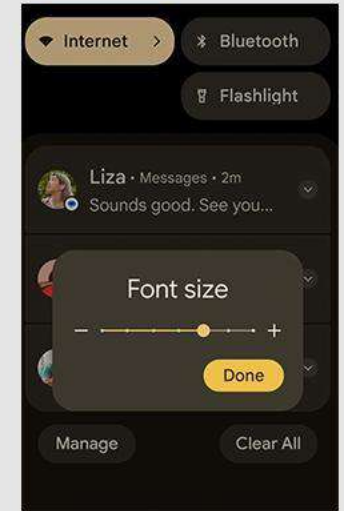 Internet
Bluetooth
Flashlight
Liza • Messages • 2m
Sounds good. See you...
Font size
Done
Manage
Clear All